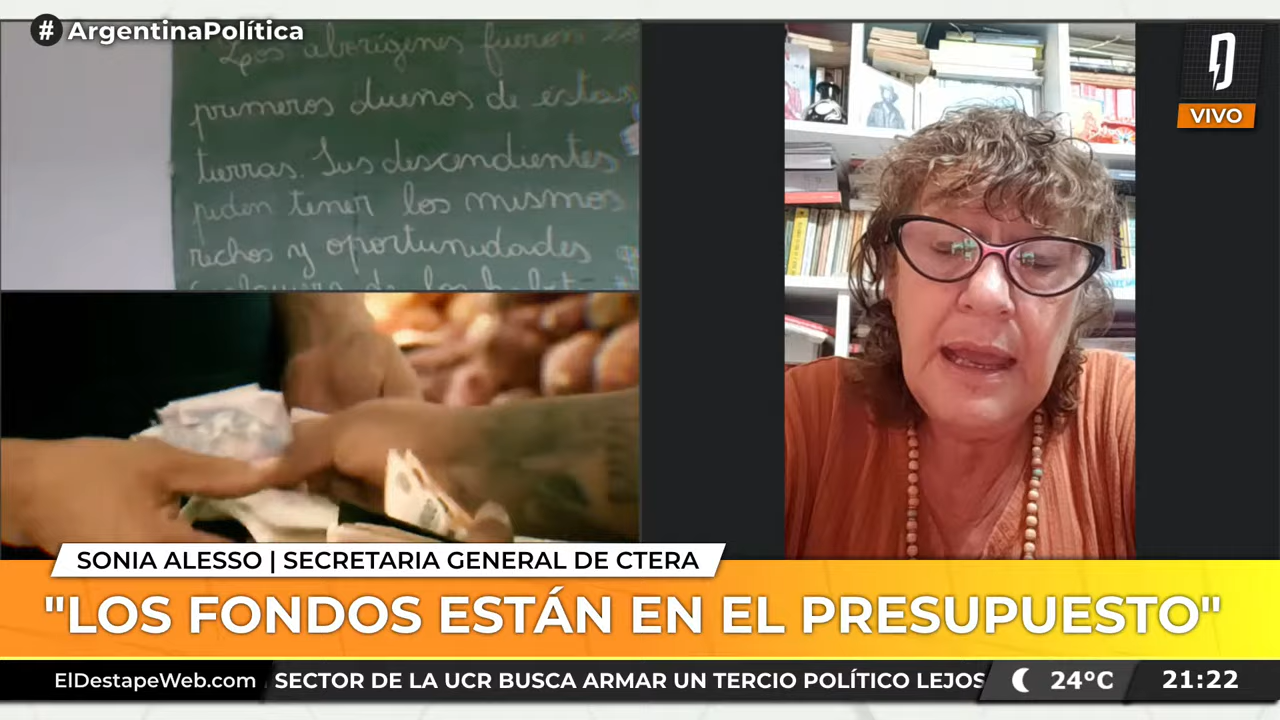 # ArgentinaPolítica
Los aborígenes fueron
primeros dueños de estas
tierras. Sus descendientes
piden tener los mismos
rechos y oportunidades
VIVO
SONIA ALESSO | SECRETARIA GENERAL DE CTERA
"LOS FONDOS ESTÁN EN EL PRESUPUESTO"
ElDestapeWeb.com
SECTOR DE LA UCR BUSCA ARMAR UN TERCIO POLÍTICO LEJOS
24°C
21:22